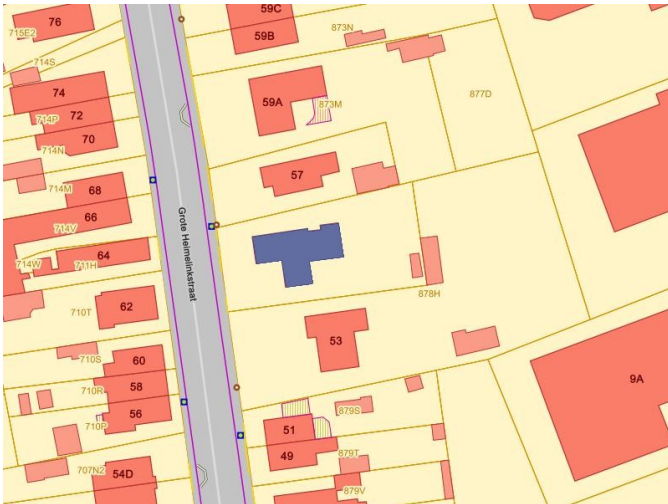 59C
76
715E2
873N
59B
714S
74
59A
877D
873M
714P
72
70
714N
57
68
714M
66
Grote Heimelinkstraat
714V
64
714W
711H
878H
62
710T
53
710S
60
9A
58
710R
56
879S
710P
51
879T
49
707N2
54D
879V